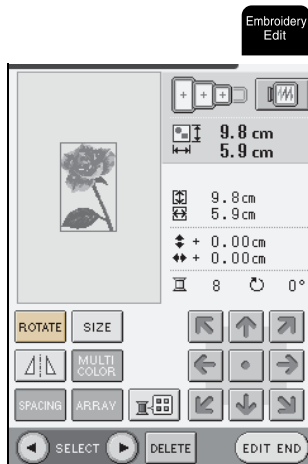 Embroidery
Edit
9.8 cm
5.9 cm
9.8cm
5.9cm
+ 0.00cm
+ 0.00cm
8 0°
ROTATE SIZE
MULTI
COLOR
SPACING ARRAY
SELECT DELETE EDIT END